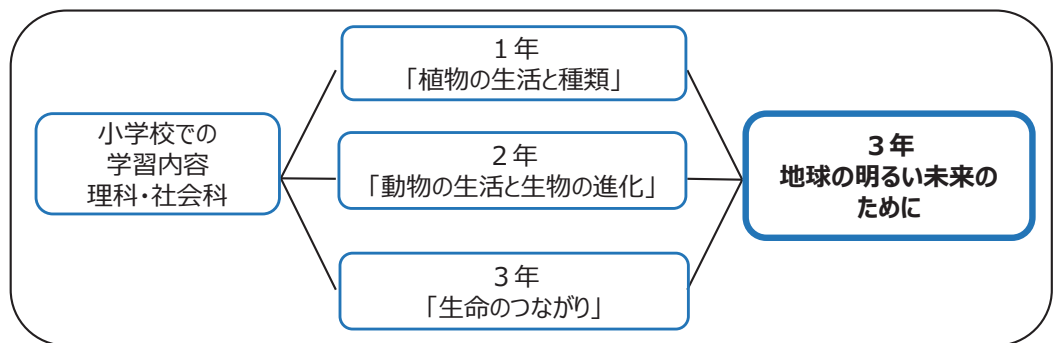 小学校での
学習内容
理科・社会科
１年
「植物の生活と種類」
２年
「動物の生活と生物の進化」
３年
「生命のつながり」
３年
地球の明るい未来の
ために